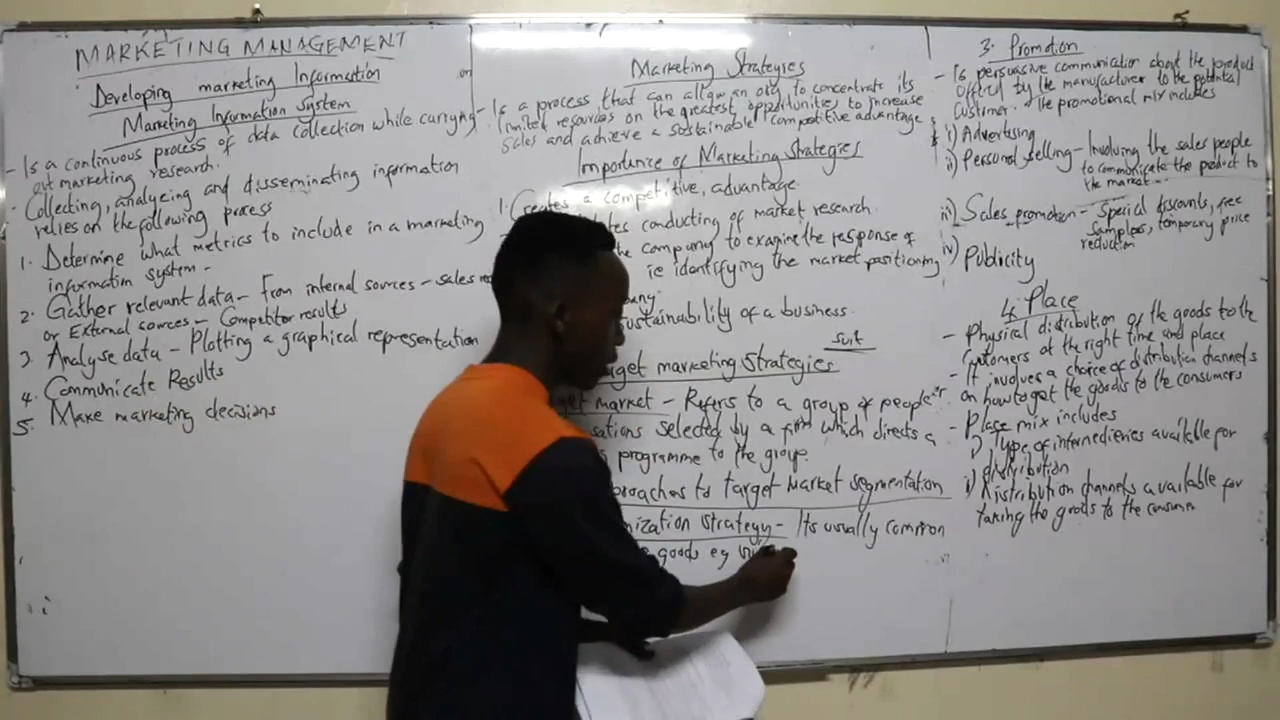 MARKETING MANAGEMENT
Developing marketing Information
Marketing Information System
- Is a continuous process of data collection while carrying
out marketing research.
- Collecting, analyzing and disseminating information
relies on the following process
1. Determine what metrics to include in a marketing
information system -
2. Gather relevant data - From internal sources - sales
or External sources - Competitor results
3. Analyse data - Plotting a graphical representation
4. Communicate Results
5. Make marketing decisions
Marketing Strategies
- Is a process that can allow an org to concentrate its
limited resources on the greatest opportunities to increase
sales and achieve a sustainable competitive advantage
Importance of Marketing Strategies
1. Creates a competitive, advantage
conducting of market research
the company to examine the response of
ie identifying the market positioning
sustainability of a business.
suit
marketing strategies
market - Refers to a group of people or
selected by a firm which directs a
programme to the group.
to target market segmentation
strategy - Its usually common
goods eg
3. Promotion
- Is persuasive communication about the product
offered by the manufacturer to the potential
Customer. The promotional mix includes
i) Advertising
ii) Personal selling - Involving the sales people
to communicate the product to
the market -
iii) Sales promotion - Special discounts, free
samples, temporary price
reduction
iv) Publicity
4. Place
- Physical distribution of the goods to the
Customers at the right time and place
- It involves a choice of distribution channels
on how to get the goods to the consumers
- Place mix includes
i) Type of intermedieries available for
distribution
ii) Distribution channels available for
taking the goods to the consumer